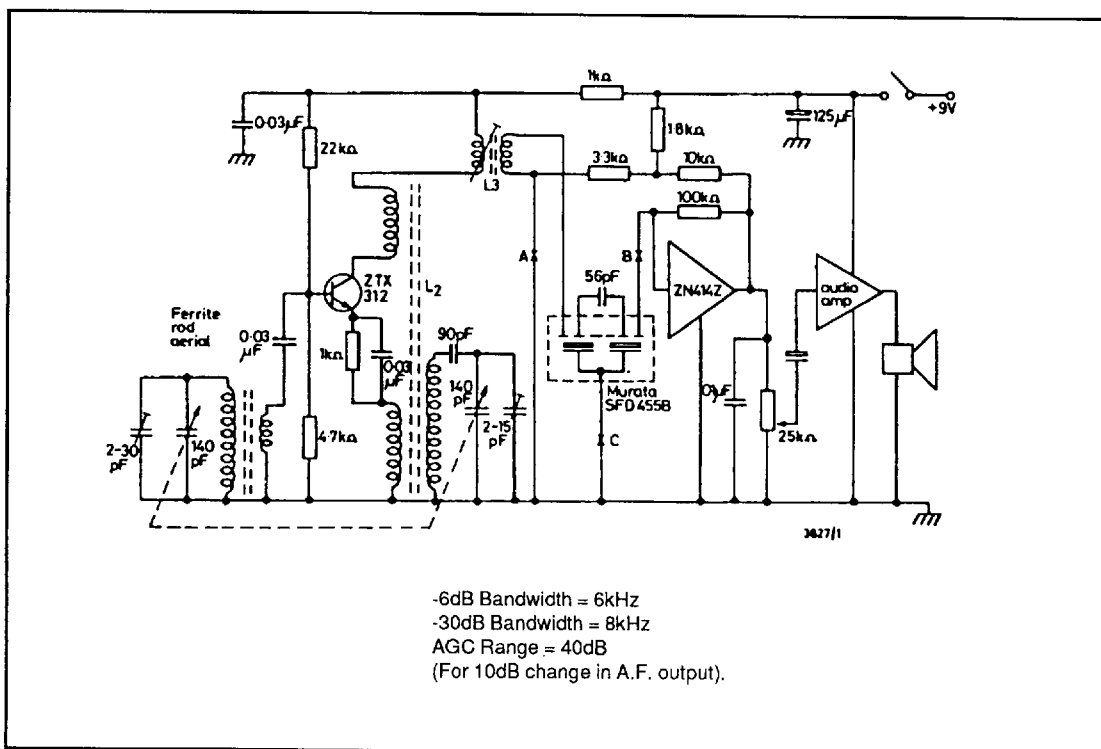 1kΩ
+9V
0·03μF
125μF
22kΩ
1·8kΩ
L3
3·3kΩ
10kΩ
100kΩ
A
B
ZTX
312
L2
56pF
ZN414Z
audio
amp
Ferrite
rod
aerial
0·03
μF
90pF
1kΩ
0·03
μF
Murata
SFD455B
140
pF
2-15
pF
0·1μF
C
25kΩ
4·7kΩ
2-30
pF
140
pF
3827/1
-6dB Bandwidth = 6kHz
-30dB Bandwidth = 8kHz
AGC Range = 40dB
(For 10dB change in A.F. output).